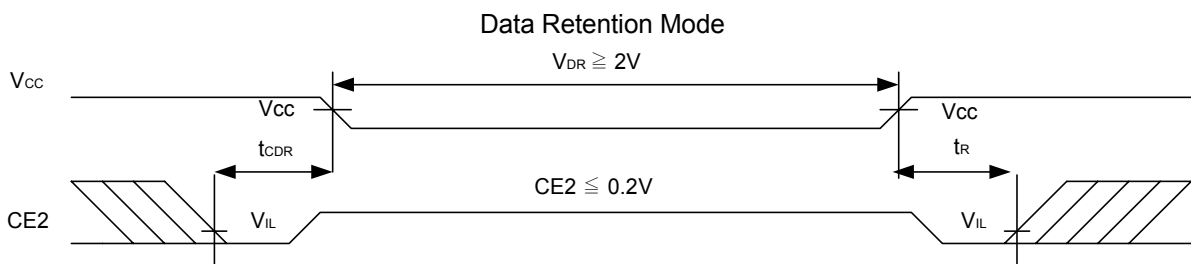 Data Retention Mode
VDR ≧ 2V
VCC
Vcc
Vcc
tCDR
tR
CE2 ≦ 0.2V
CE2
VIL
VIL